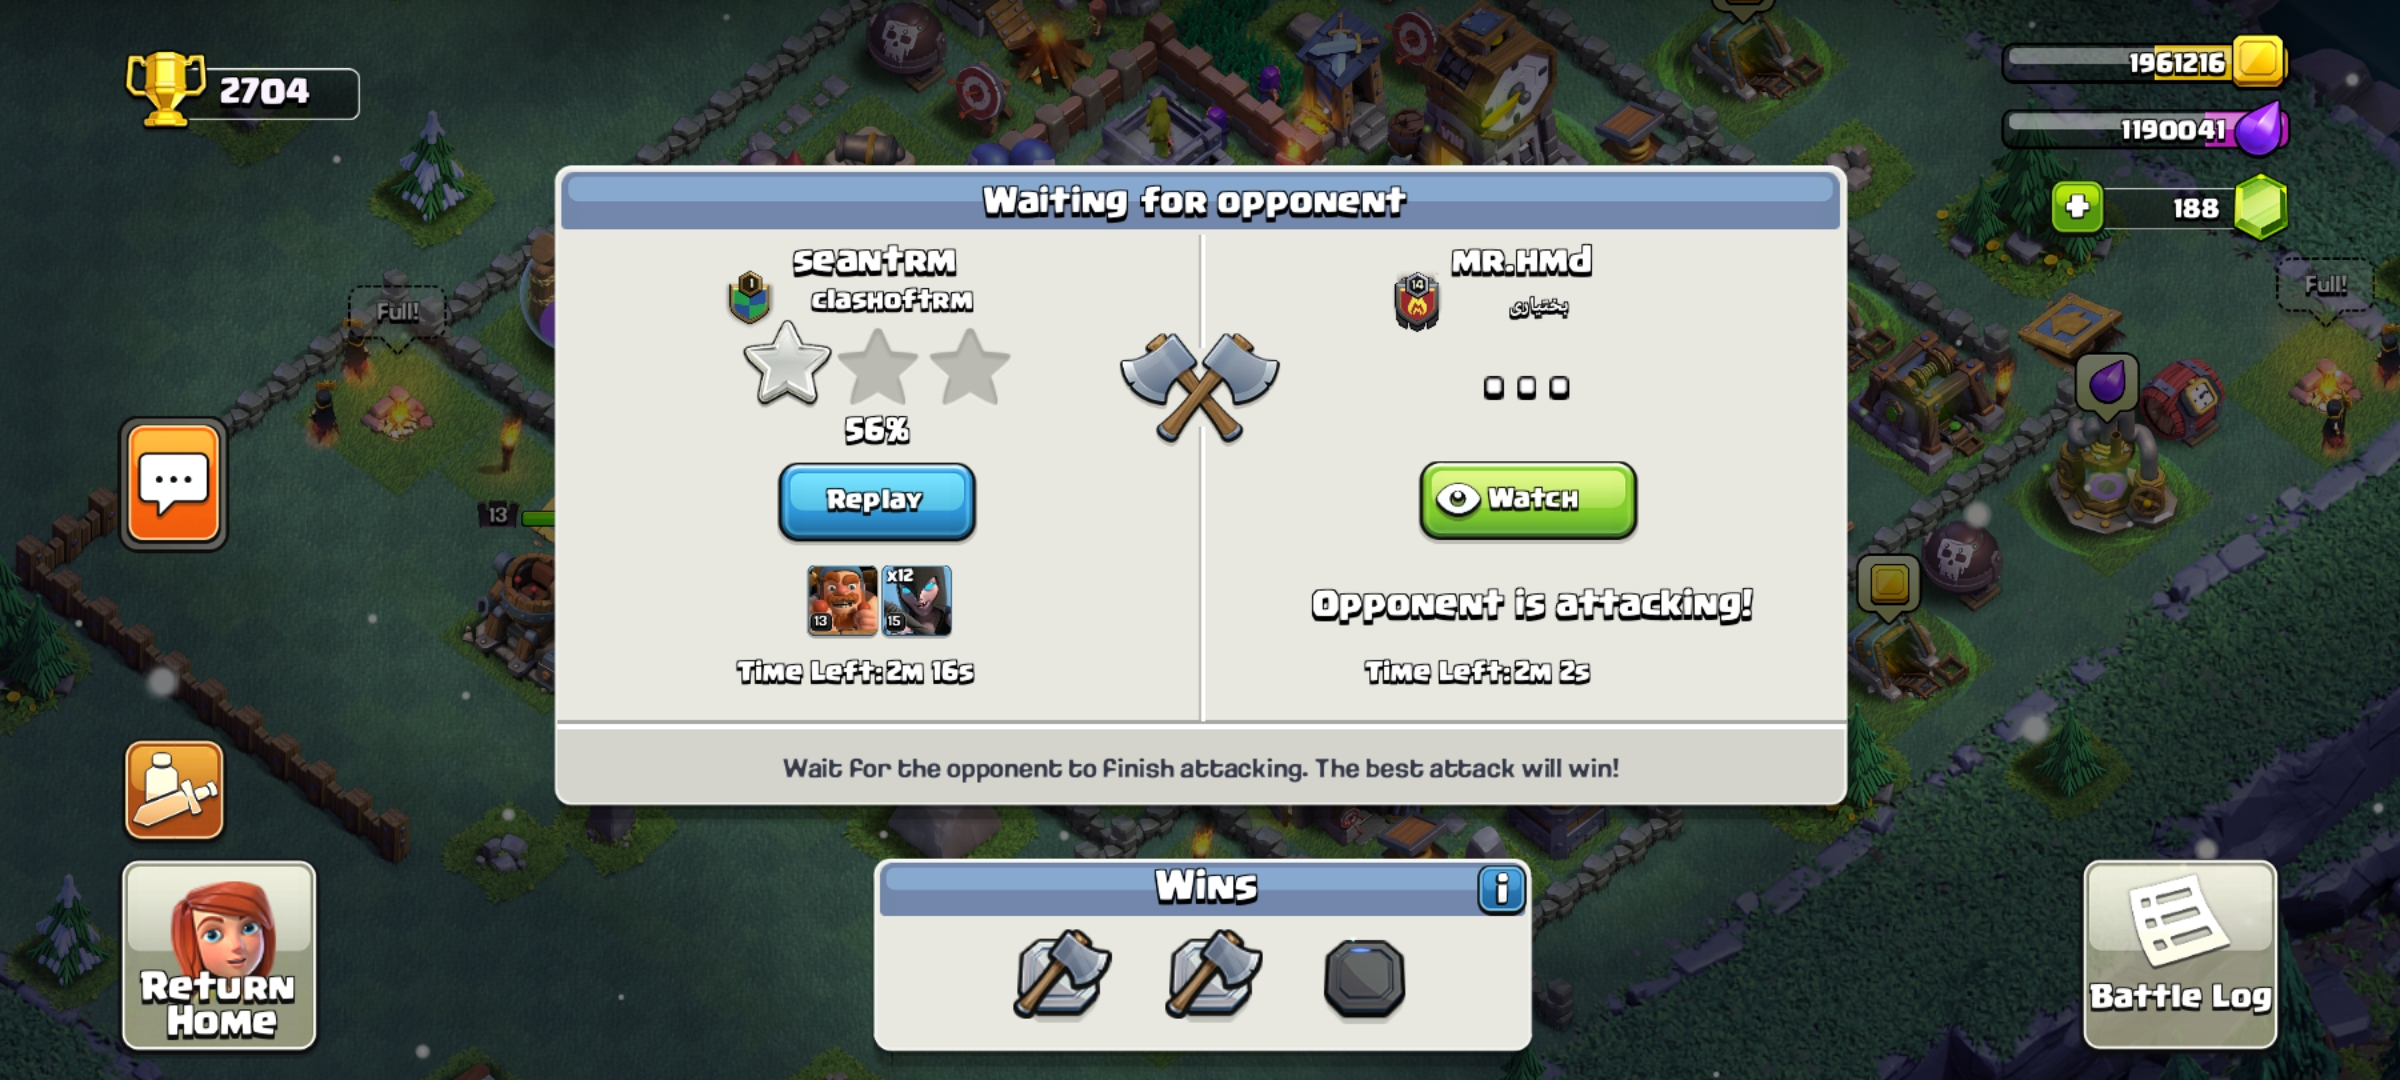 2704
1961216
1190041
188
Full!
Full!
13
Waiting for opponent
seantRM
clashoftRM
1
56%
Replay
13
x12
15
Time Left:2m 16s
MR.HMd
بختیاری
14
Watch
Opponent is attacking!
Time Left:2m 2s
Wait for the opponent to finish attacking. The best attack will win!
Wins
i
Return
Home
Battle Log